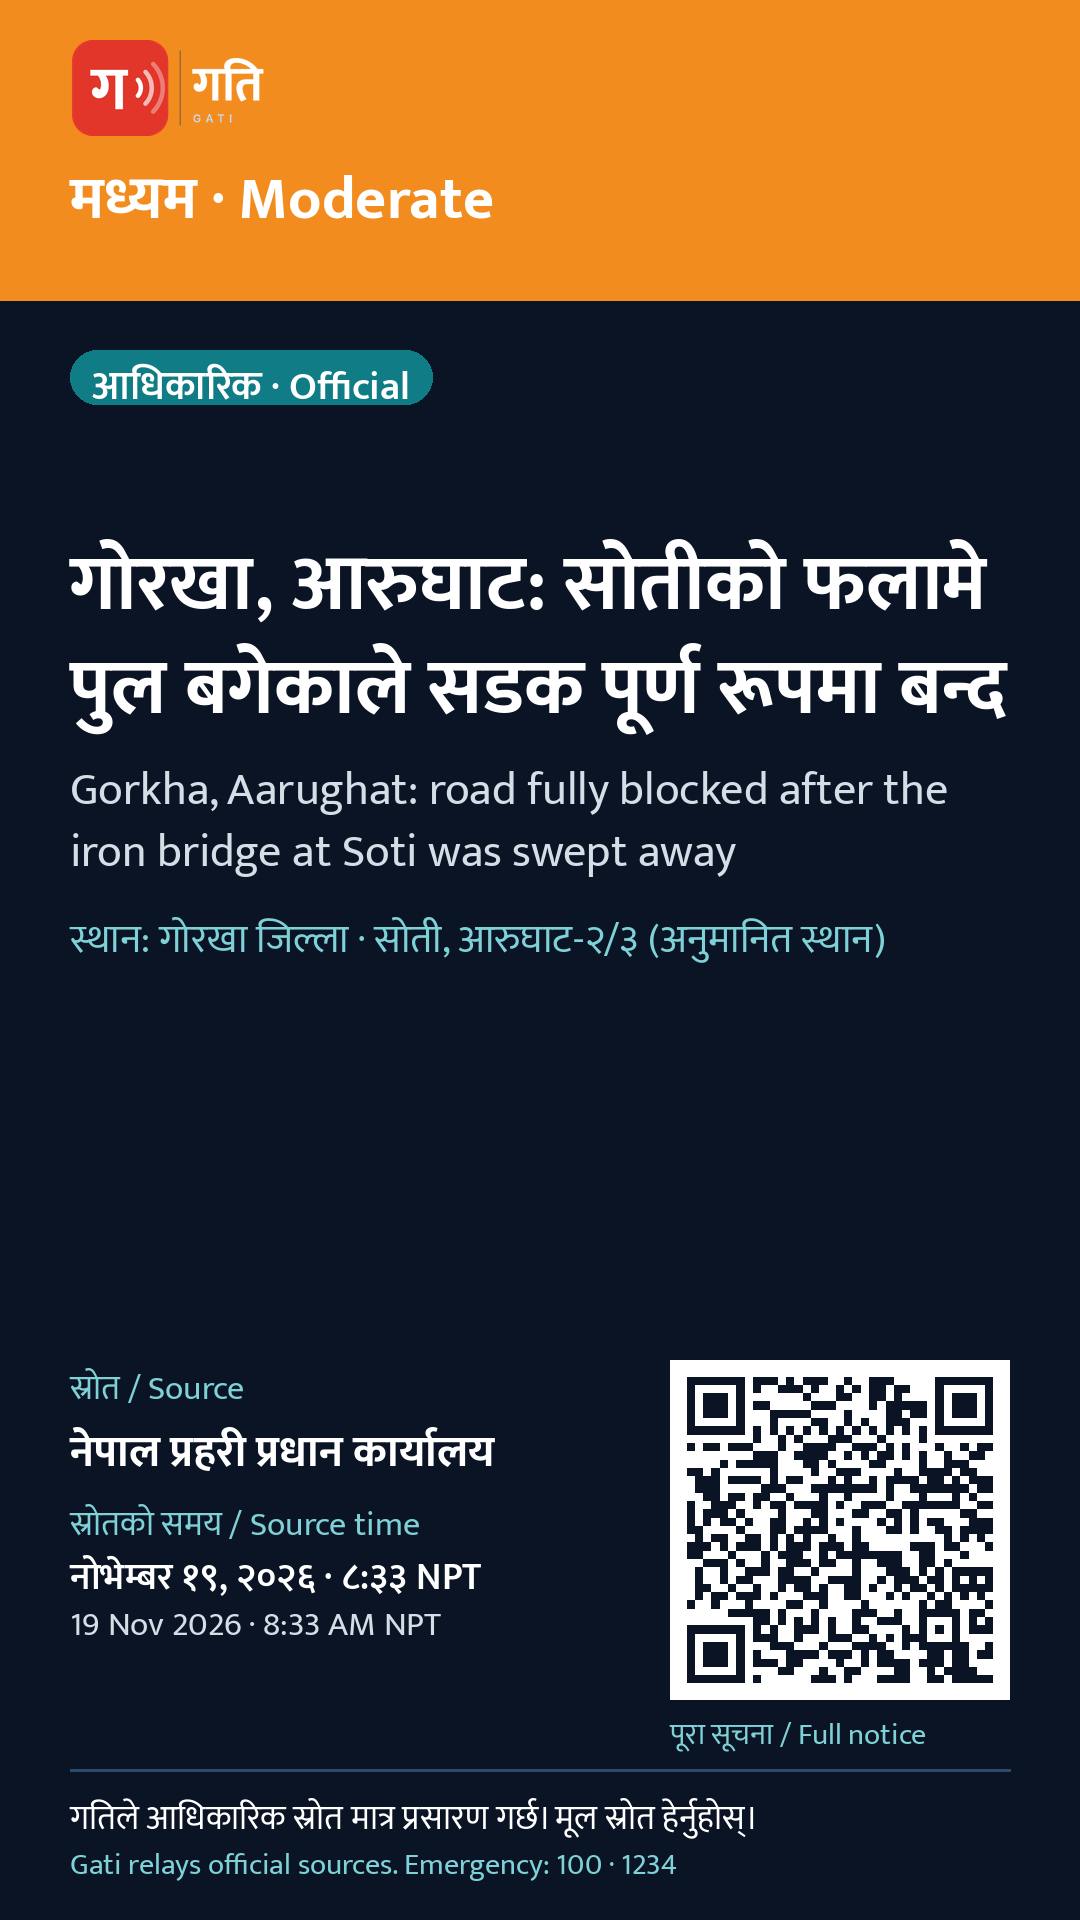 ग
गति
GATI
मध्यम · Moderate
आधिकारिक · Official
गोरखा, आरुघाट: सोतीको फलामे
पुल बगेकाले सडक पूर्ण रूपमा बन्द
Gorkha, Aarughat: road fully blocked after the
iron bridge at Soti was swept away
स्थान: गोरखा जिल्ला · सोती, आरुघाट-२/३ (अनुमानित स्थान)
स्रोत / Source
नेपाल प्रहरी प्रधान कार्यालय
स्रोतको समय / Source time
नोभेम्बर १९, २०२६ · ८:३३ NPT
19 Nov 2026 · 8:33 AM NPT
पूरा सूचना / Full notice
गतिले आधिकारिक स्रोत मात्र प्रसारण गर्छ। मूल स्रोत हेर्नुहोस्।
Gati relays official sources. Emergency: 100 · 1234